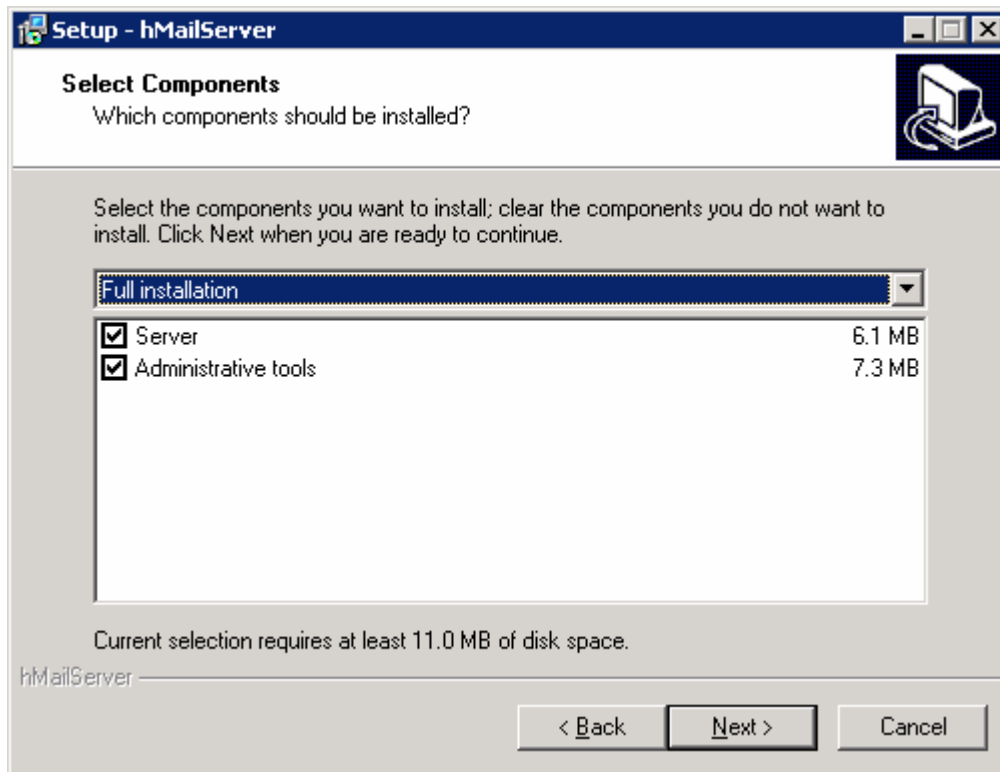 Setup - hMailServer
Select Components
Which components should be installed?
Select the components you want to install; clear the components you do not want to
install. Click Next when you are ready to continue.
Full installation
Server 6.1 MB
Administrative tools 7.3 MB
Current selection requires at least 11.0 MB of disk space.
hMailServer
< Back Next > Cancel